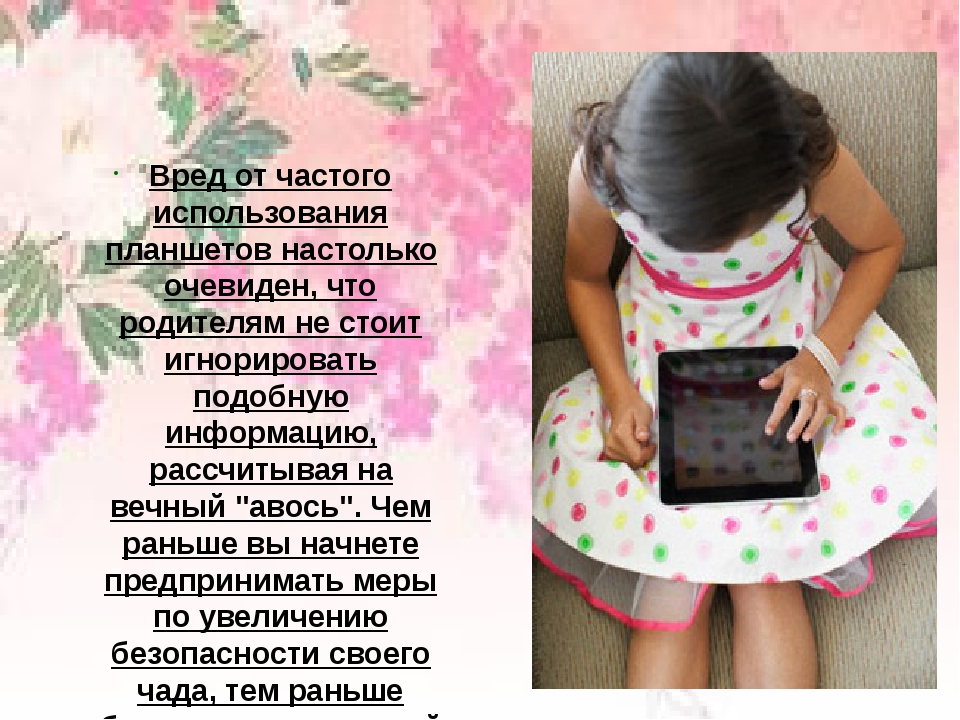 Вред от частого
использования
планшетов настолько
очевиден, что
родителям не стоит
игнорировать
подобную
информацию,
рассчитывая на
вечный "авось". Чем
раньше вы начнете
предпринимать меры
по увеличению
безопасности своего
чада, тем раньше